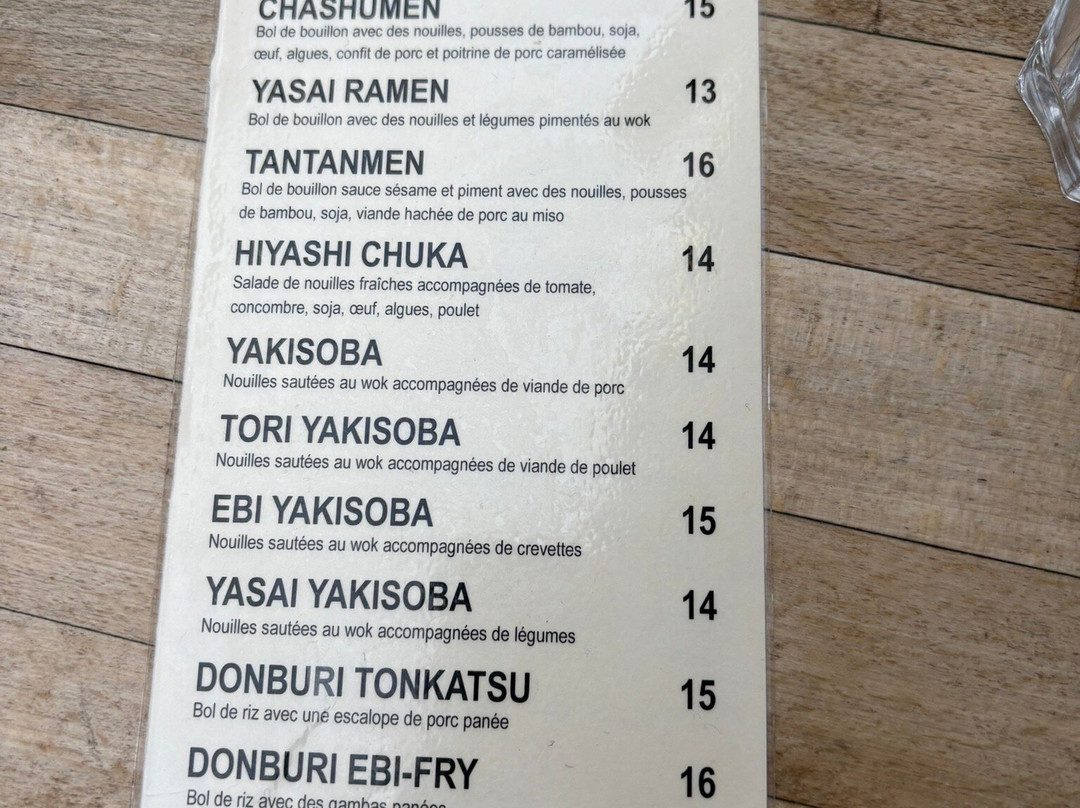 CHASHUMEN 15
Bol de bouillon avec des nouilles, pousses de bambou, soja,
œuf, algues, confit de porc et poitrine de porc caramélisée
YASAI RAMEN 13
Bol de bouillon avec des nouilles et légumes pimentés au wok
TANTANMEN 16
Bol de bouillon sauce sésame et piment avec des nouilles, pousses
de bambou, soja, viande hachée de porc au miso
HIYASHI CHUKA 14
Salade de nouilles fraîches accompagnées de tomate,
concombre, soja, œuf, algues, poulet
YAKISOBA 14
Nouilles sautées au wok accompagnées de viande de porc
TORI YAKISOBA 14
Nouilles sautées au wok accompagnées de viande de poulet
EBI YAKISOBA 15
Nouilles sautées au wok accompagnées de crevettes
YASAI YAKISOBA 14
Nouilles sautées au wok accompagnées de légumes
DONBURI TONKATSU 15
Bol de riz avec une escalope de porc panée
DONBURI EBI-FRY 16
Bol de riz avec des gambas panées